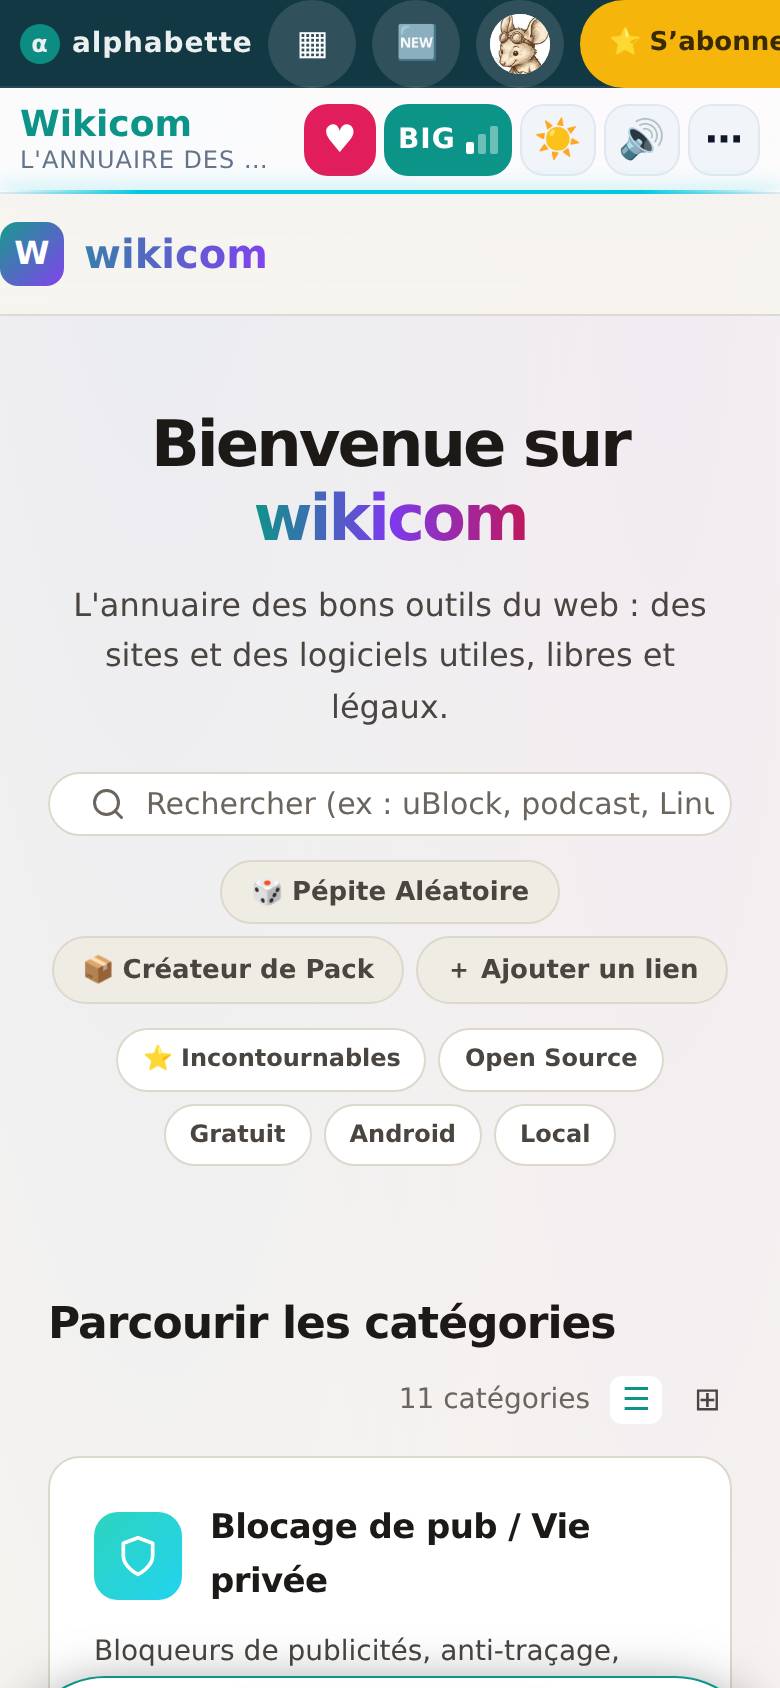 α alphabette NEW ⭐ S’abonne
Wikicom
L'ANNUAIRE DES ...
BIG
W wikicom
Bienvenue sur
wikicom
L'annuaire des bons outils du web : des
sites et des logiciels utiles, libres et
légaux.
Rechercher (ex : uBlock, podcast, Linu
🎲 Pépite Aléatoire
📦 Créateur de Pack
+ Ajouter un lien
⭐ Incontournables
Open Source
Gratuit
Android
Local
Parcourir les catégories
11 catégories
Blocage de pub / Vie
privée
Bloqueurs de publicités, anti-traçage,